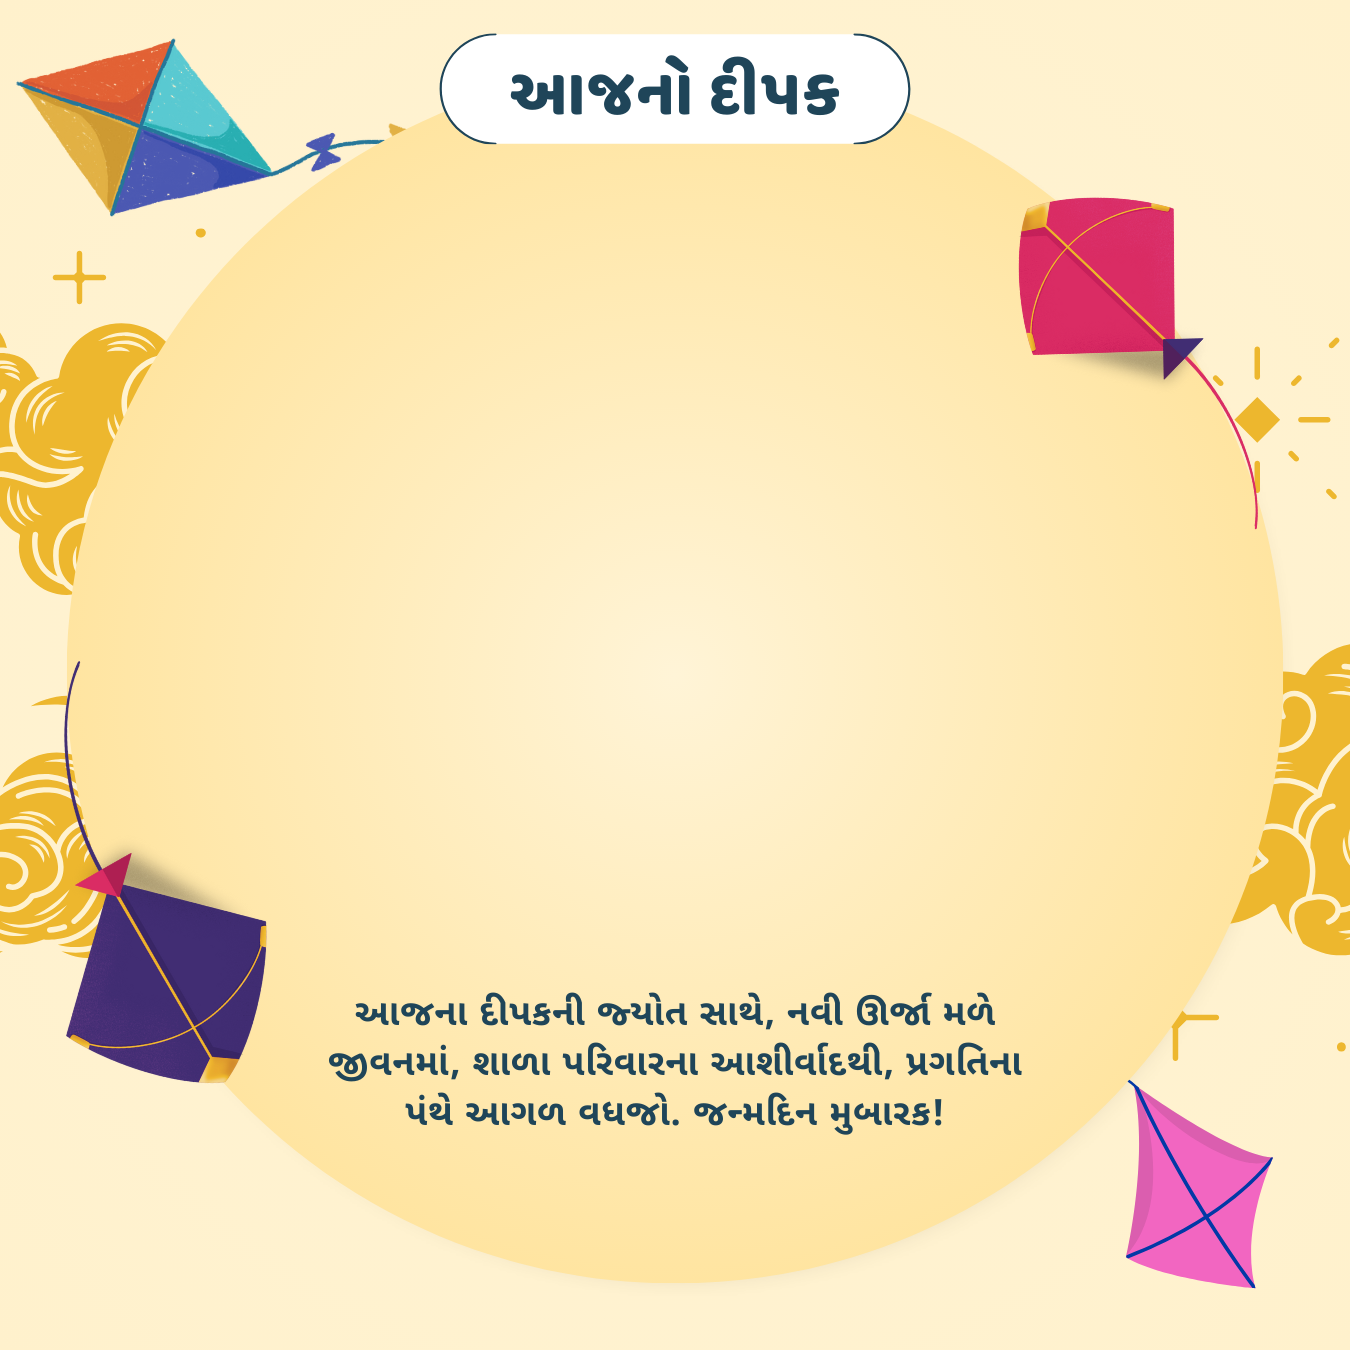 આજનો દીપક
આજના દીપકની જ્યોત સાથે, નવી ઊર્જા મળે
જીવનમાં, શાળા પરિવારના આશીર્વાદથી, પ્રગતિના
પંથે આગળ વધજો. જન્મદિન મુબારક!